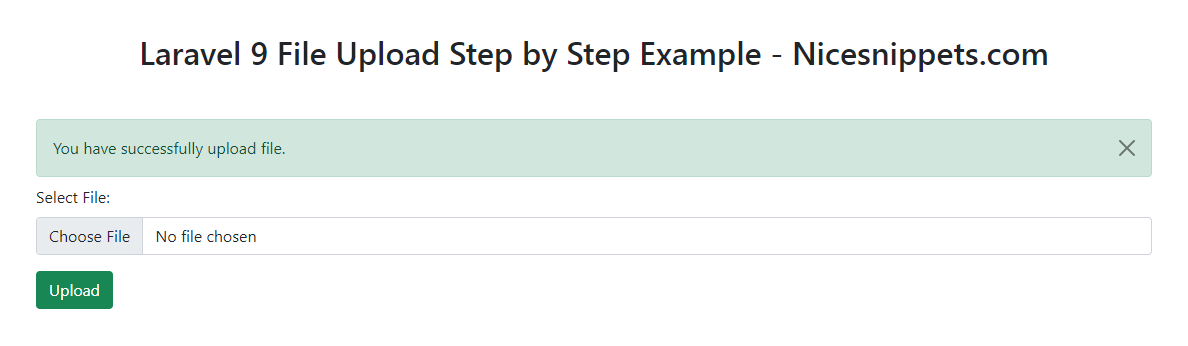 Laravel 9 File Upload Step by Step Example - Nicesnippets.com
You have successfully upload file.
Select File:
Choose File No file chosen
Upload